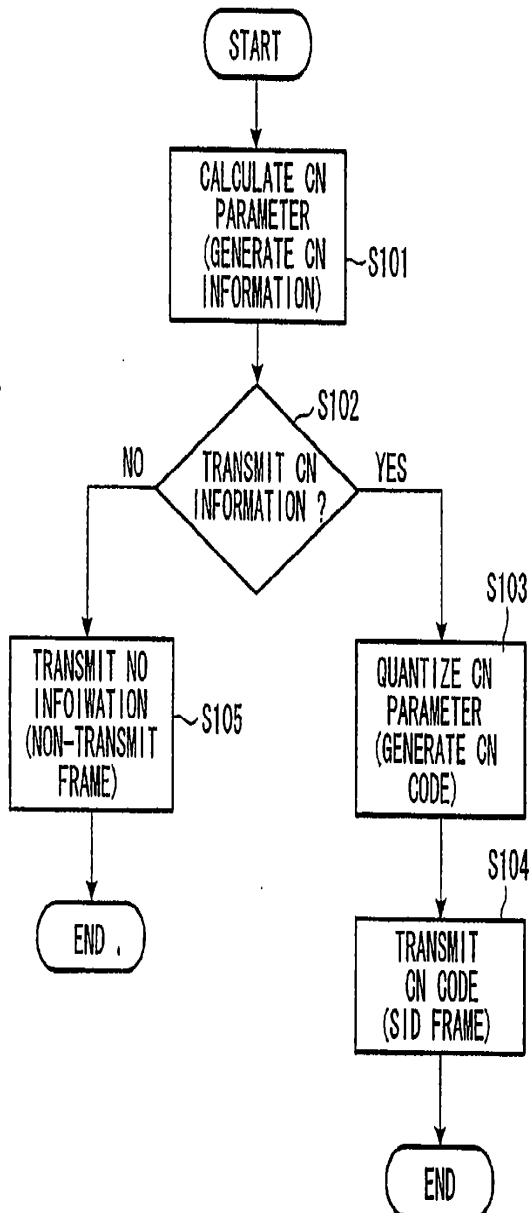 START
CALCULATE CN
PARAMETER
(GENERATE CN
INFORMATION)
S101
S102
NO
TRANSMIT CN
INFORMATION ?
YES
S103
TRANSMIT NO
INFOIWATION
(NON-TRANSMIT
FRAME)
S105
QUANTIZE CN
PARAMETER
(GENERATE CN
CODE)
END .
S104
TRANSMIT
CN CODE
(SID FRAME)
END